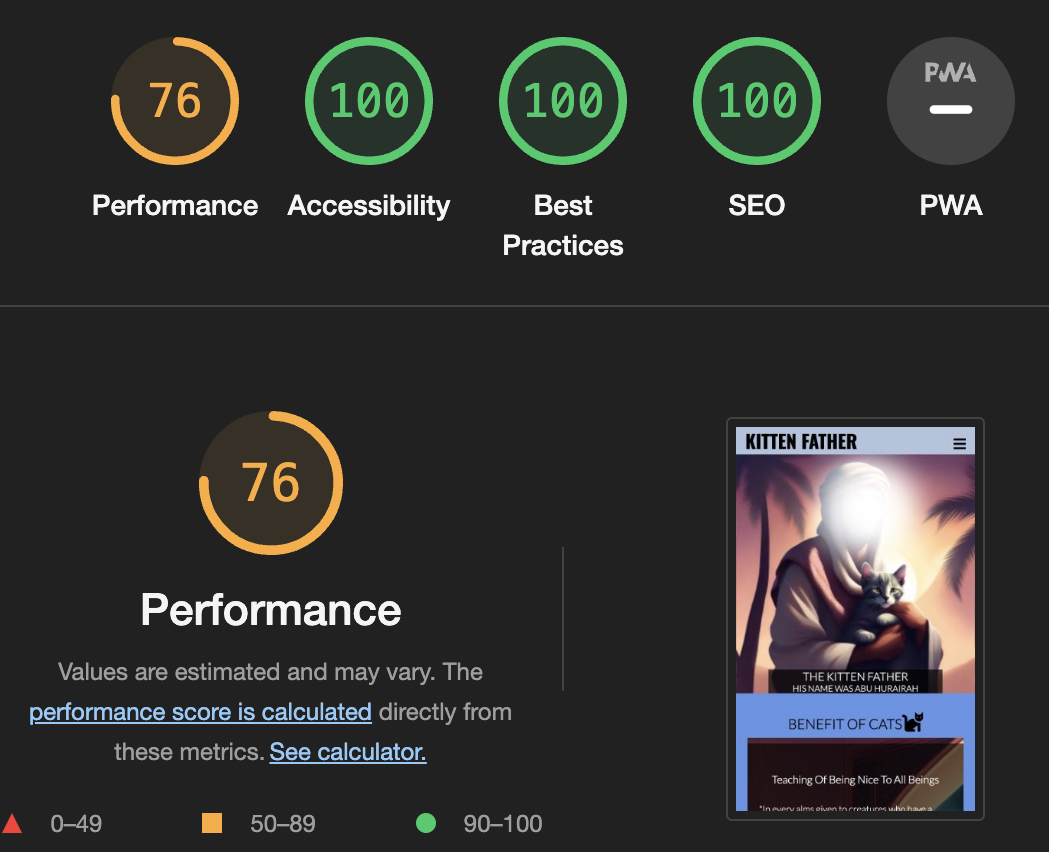 76
100
100
100
PWA
Performance
Accessibility
Best
Practices
SEO
PWA
76
Performance
Values are estimated and may vary. The
performance score is calculated directly from
these metrics. See calculator.
0–49
50–89
90–100
KITTEN FATHER
THE KITTEN FATHER
HIS NAME WAS ABU HURAIRAH
BENEFIT OF CATS
Teaching Of Being Nice To All Beings
"In every alms given to creatures who have a